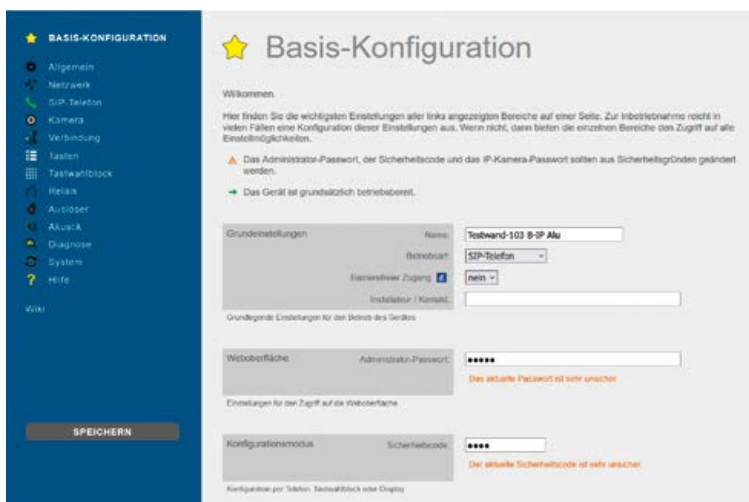 BASIS-KONFIGURATION
Allgemein
Netzwerk
SIP-Telefon
Kamera
Verbindung
Tasten
Tastwahlblock
Relais
Auslöser
Akustik
Diagnose
System
Hilfe
Wiki
SPEICHERN
Basis-Konfiguration
Willkommen.
Hier finden Sie die wichtigsten Einstellungen aller links angezeigten Bereiche auf einer Seite. Zur Inbetriebnahme reicht in
vielen Fällen eine Konfiguration dieser Einstellungen aus. Wenn nicht, dann bieten die einzelnen Bereiche den Zugriff auf alle
Einstellmöglichkeiten.
Das Administrator-Passwort, der Sicherheitscode und das IP-Kamera-Passwort sollten aus Sicherheitsgründen geändert
werden.
Das Gerät ist grundsätzlich betriebsbereit.
Grundeinstellungen
Name: Testwand-103 8-IP Alu
Betriebsart: SIP-Telefon
Barrierefreier Zugang nein
Installateur / Kontakt:
Grundlegende Einstellungen für den Betrieb des Gerätes
Weboberfläche Administrator-Passwort: •••••
Das aktuelle Passwort ist sehr unsicher.
Einstellungen für den Zugriff auf die Weboberfläche
Konfigurationsmodus Sicherheitscode: ••••
Der aktuelle Sicherheitscode ist sehr unsicher.
Konfiguration per Telefon, Tastwahlblock oder Display